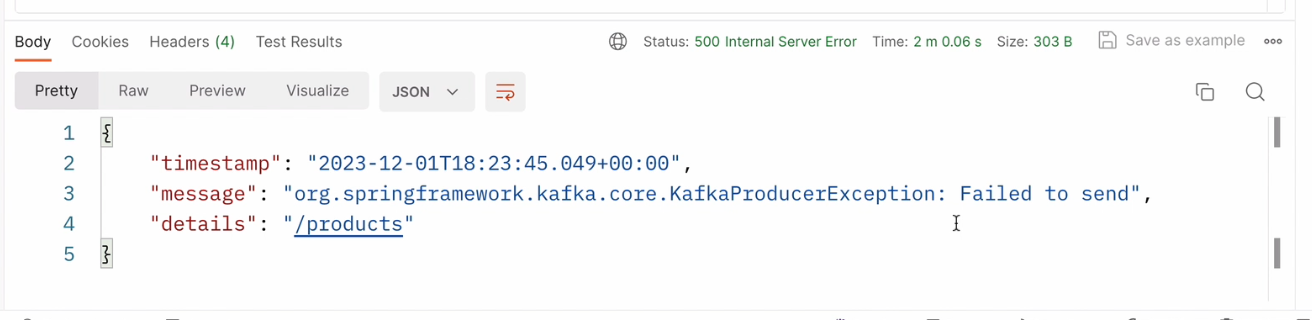 Body Cookies Headers (4) Test Results Status: 500 Internal Server Error Time: 2 m 0.06 s Size: 303 B Save as example
Pretty Raw Preview Visualize JSON
1 {
2 "timestamp": "2023-12-01T18:23:45.049+00:00",
3 "message": "org.springframework.kafka.core.KafkaProducerException: Failed to send",
4 "details": "/products"
5 }